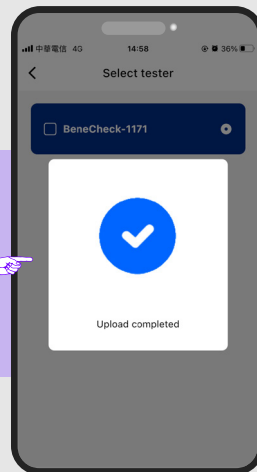 中華電信 4G 14:58 36%
Select tester
BeneCheck-1171
Upload completed